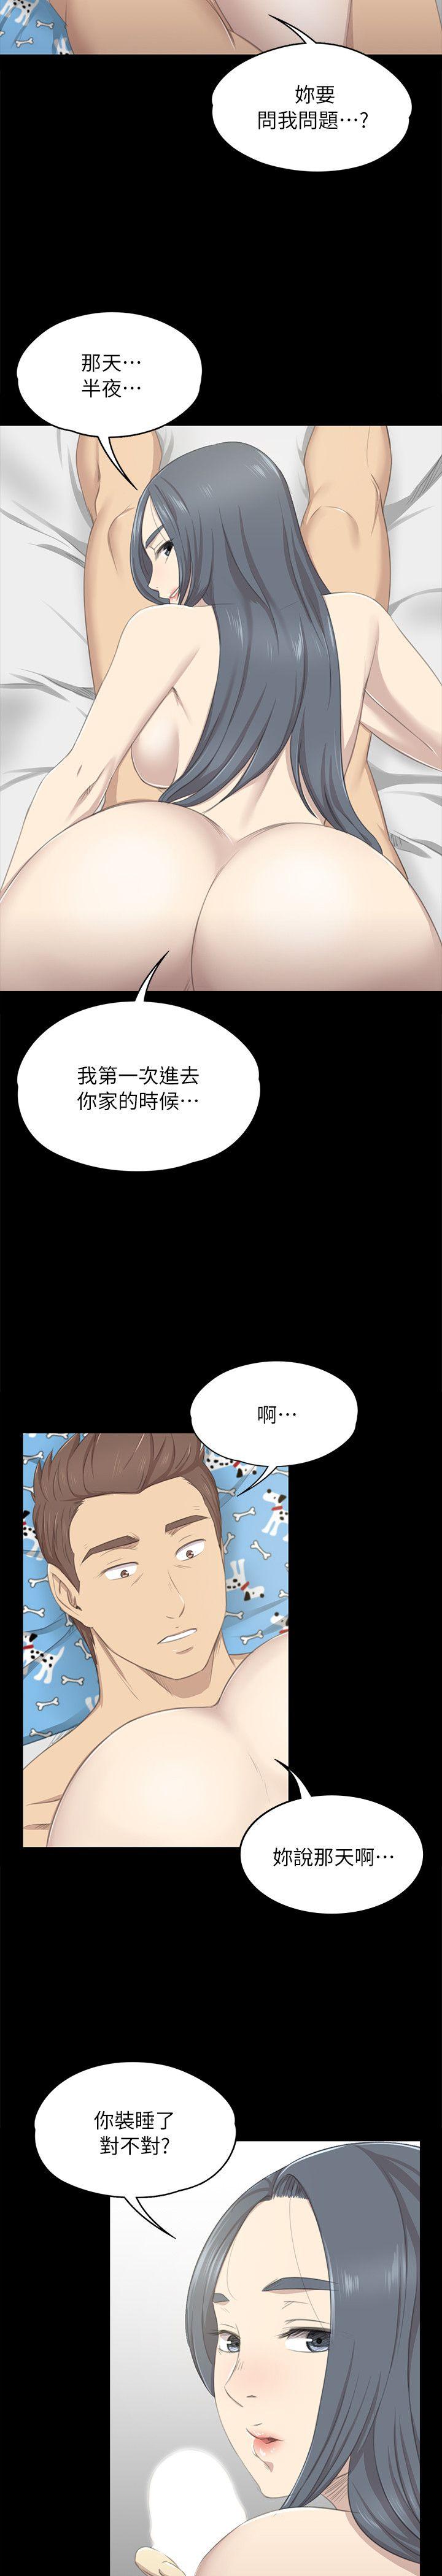 妳要
問我問題⋯?
那天⋯
半夜⋯
我第一次進去
你家的時候⋯
啊⋯
妳說那天啊⋯
你裝睡了
對不對?